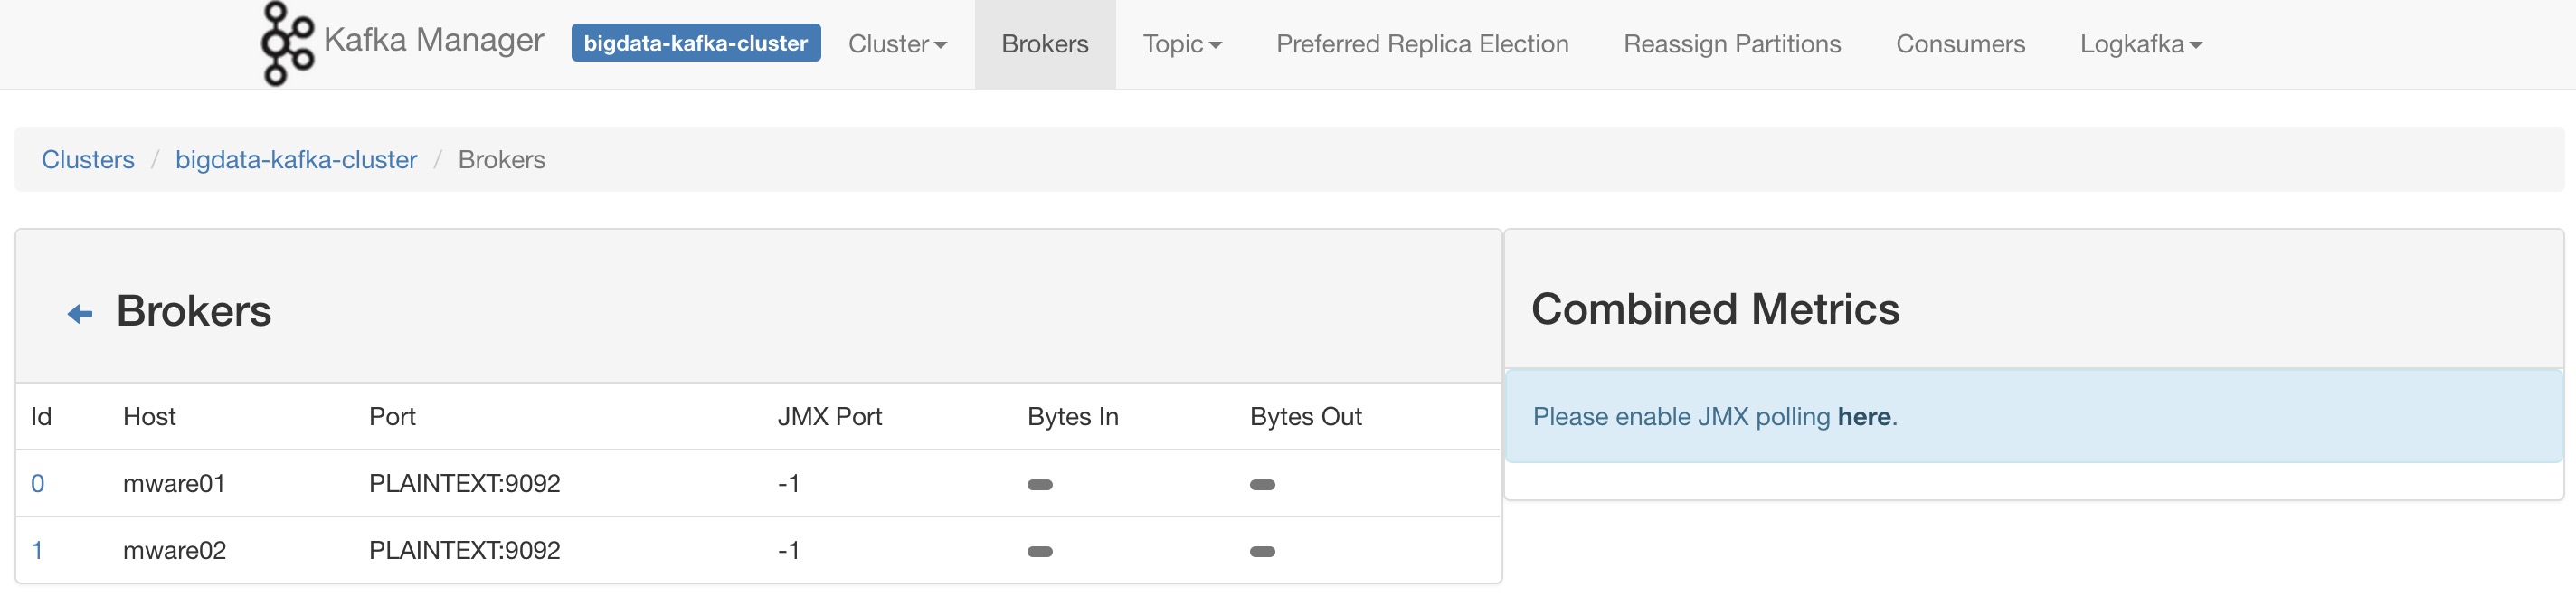 Kafka Manager bigdata-kafka-cluster Cluster Brokers Topic Preferred Replica Election Reassign Partitions Consumers Logkafka
Clusters / bigdata-kafka-cluster / Brokers
Brokers
Id Host Port JMX Port Bytes In Bytes Out
0 mware01 PLAINTEXT:9092 -1
1 mware02 PLAINTEXT:9092 -1
Combined Metrics
Please enable JMX polling here.